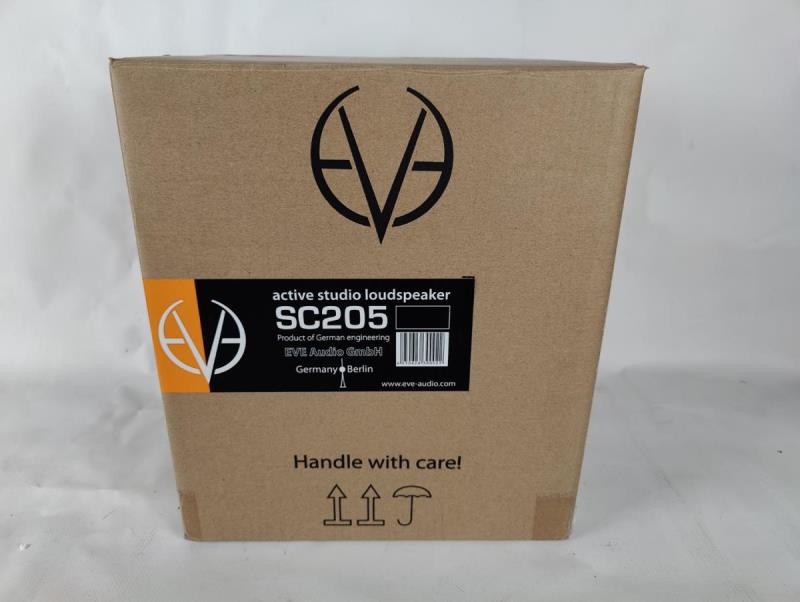 EVE
active studio loudspeaker
SC205
Product of German engineering
EVE Audio GmbH
Germany Berlin
www.eve-audio.com
EVE
Handle with care!